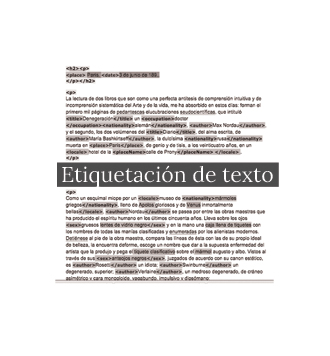 <h2><p>
<place> París, <date>3 de junio de 189.
</p></h2>
<p>
La lectura de dos libros que son como una perfecta antítesis de comprensión intuitiva y de
incomprensión sistemática del Arte y de la vida, me ha absorbido en estos días: forman el
primero mil páginas de pedantescas elucubraciones seudocientíficas, que intituló
<title>Degeneración</title> un <occupation>doctor
</occupation><nationality>alemán</nationality>, <author>Max Nordau</author>,
y el segundo, los dos volúmenes del <title>Diario</title>, del alma escrita, de
<author>María Bashkirtseff</author>, la dulcísima <nationality>rusa</nationality>
muerta en <place>París</place>, de genio y de tisis, a los veinticuatro años, en un
<locale> hotel de la <placeName>calle de Prony</placeName> </locale>.
</p>
Etiquetación de texto
<p>
Como un esquimal miope por un <locale>museo de <nationality>mármoles
griegos</nationality>, lleno de Apolos gloriosos y de Venus inmortalmente
bellas</locale>, <author>Nordau</author> se pasea por entre las obras maestras que
ha producido el espíritu humano en los últimos cincuenta años. Lleva sobre los ojos
<sex>gruesos lentes de vidrio negro</sex> y en la mano una caja llena de tiquetes con
los nombres de todas las manías clasificadas y enumeradas por los alienistas modernos.
Detiénese al pie de la obra maestra, compara las líneas de ésta con las de su propio ideal
de belleza, la encuentra deforme, escoge un nombre que dar a la supuesta enfermedad del
artista que la produjo y pega el tiquete clasificativo sobre el mármol augusto y albo. Vistos al
través de sus <sex>anteojos negros</sex>, juzgados de acuerdo con su canon estético,
es <author>Rossetti</author> un idiota, <author>Swinburne</author> un
degenerado, superior, <author>Verlaine</author>, un medroso degenerado, de cráneo
asimétrico y cara mongoloide, vagabundo, impulsivo y dipsómano;